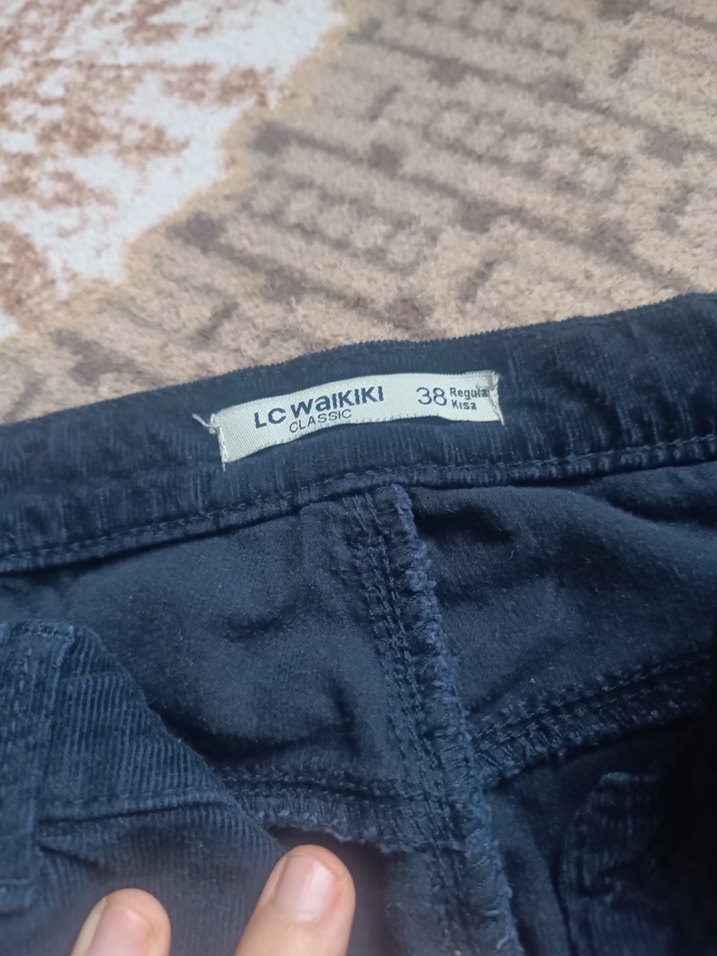 LC WAIKIKI
CLASSIC
38
Regular
Kısa